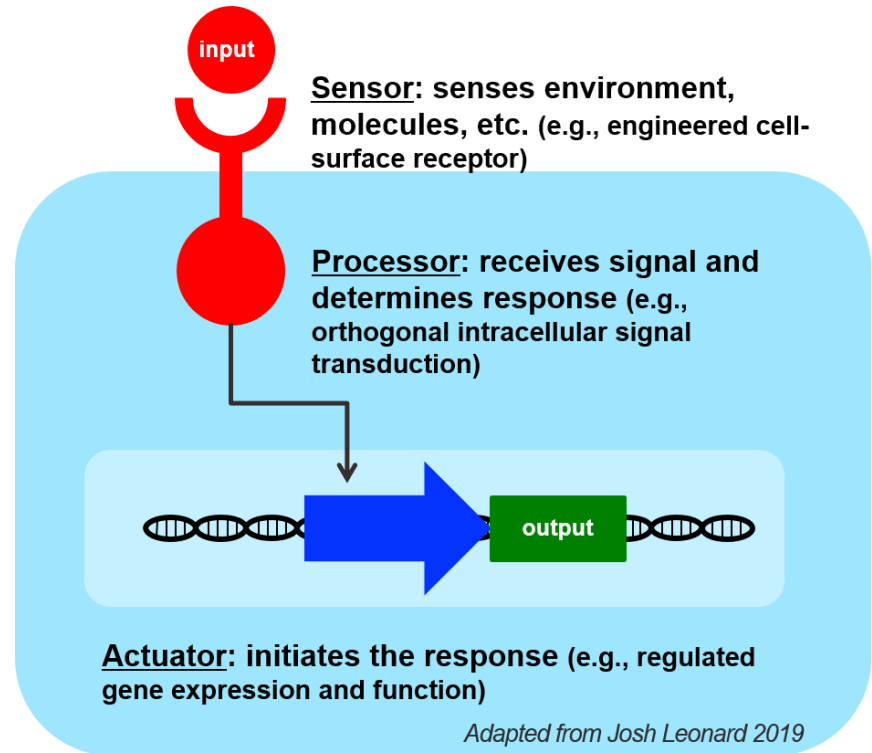 input
Sensor: senses environment,
molecules, etc. (e.g., engineered cell-
surface receptor)
Processor: receives signal and
determines response (e.g.,
orthogonal intracellular signal
transduction)
output
Actuator: initiates the response (e.g., regulated
gene expression and function)
Adapted from Josh Leonard 2019